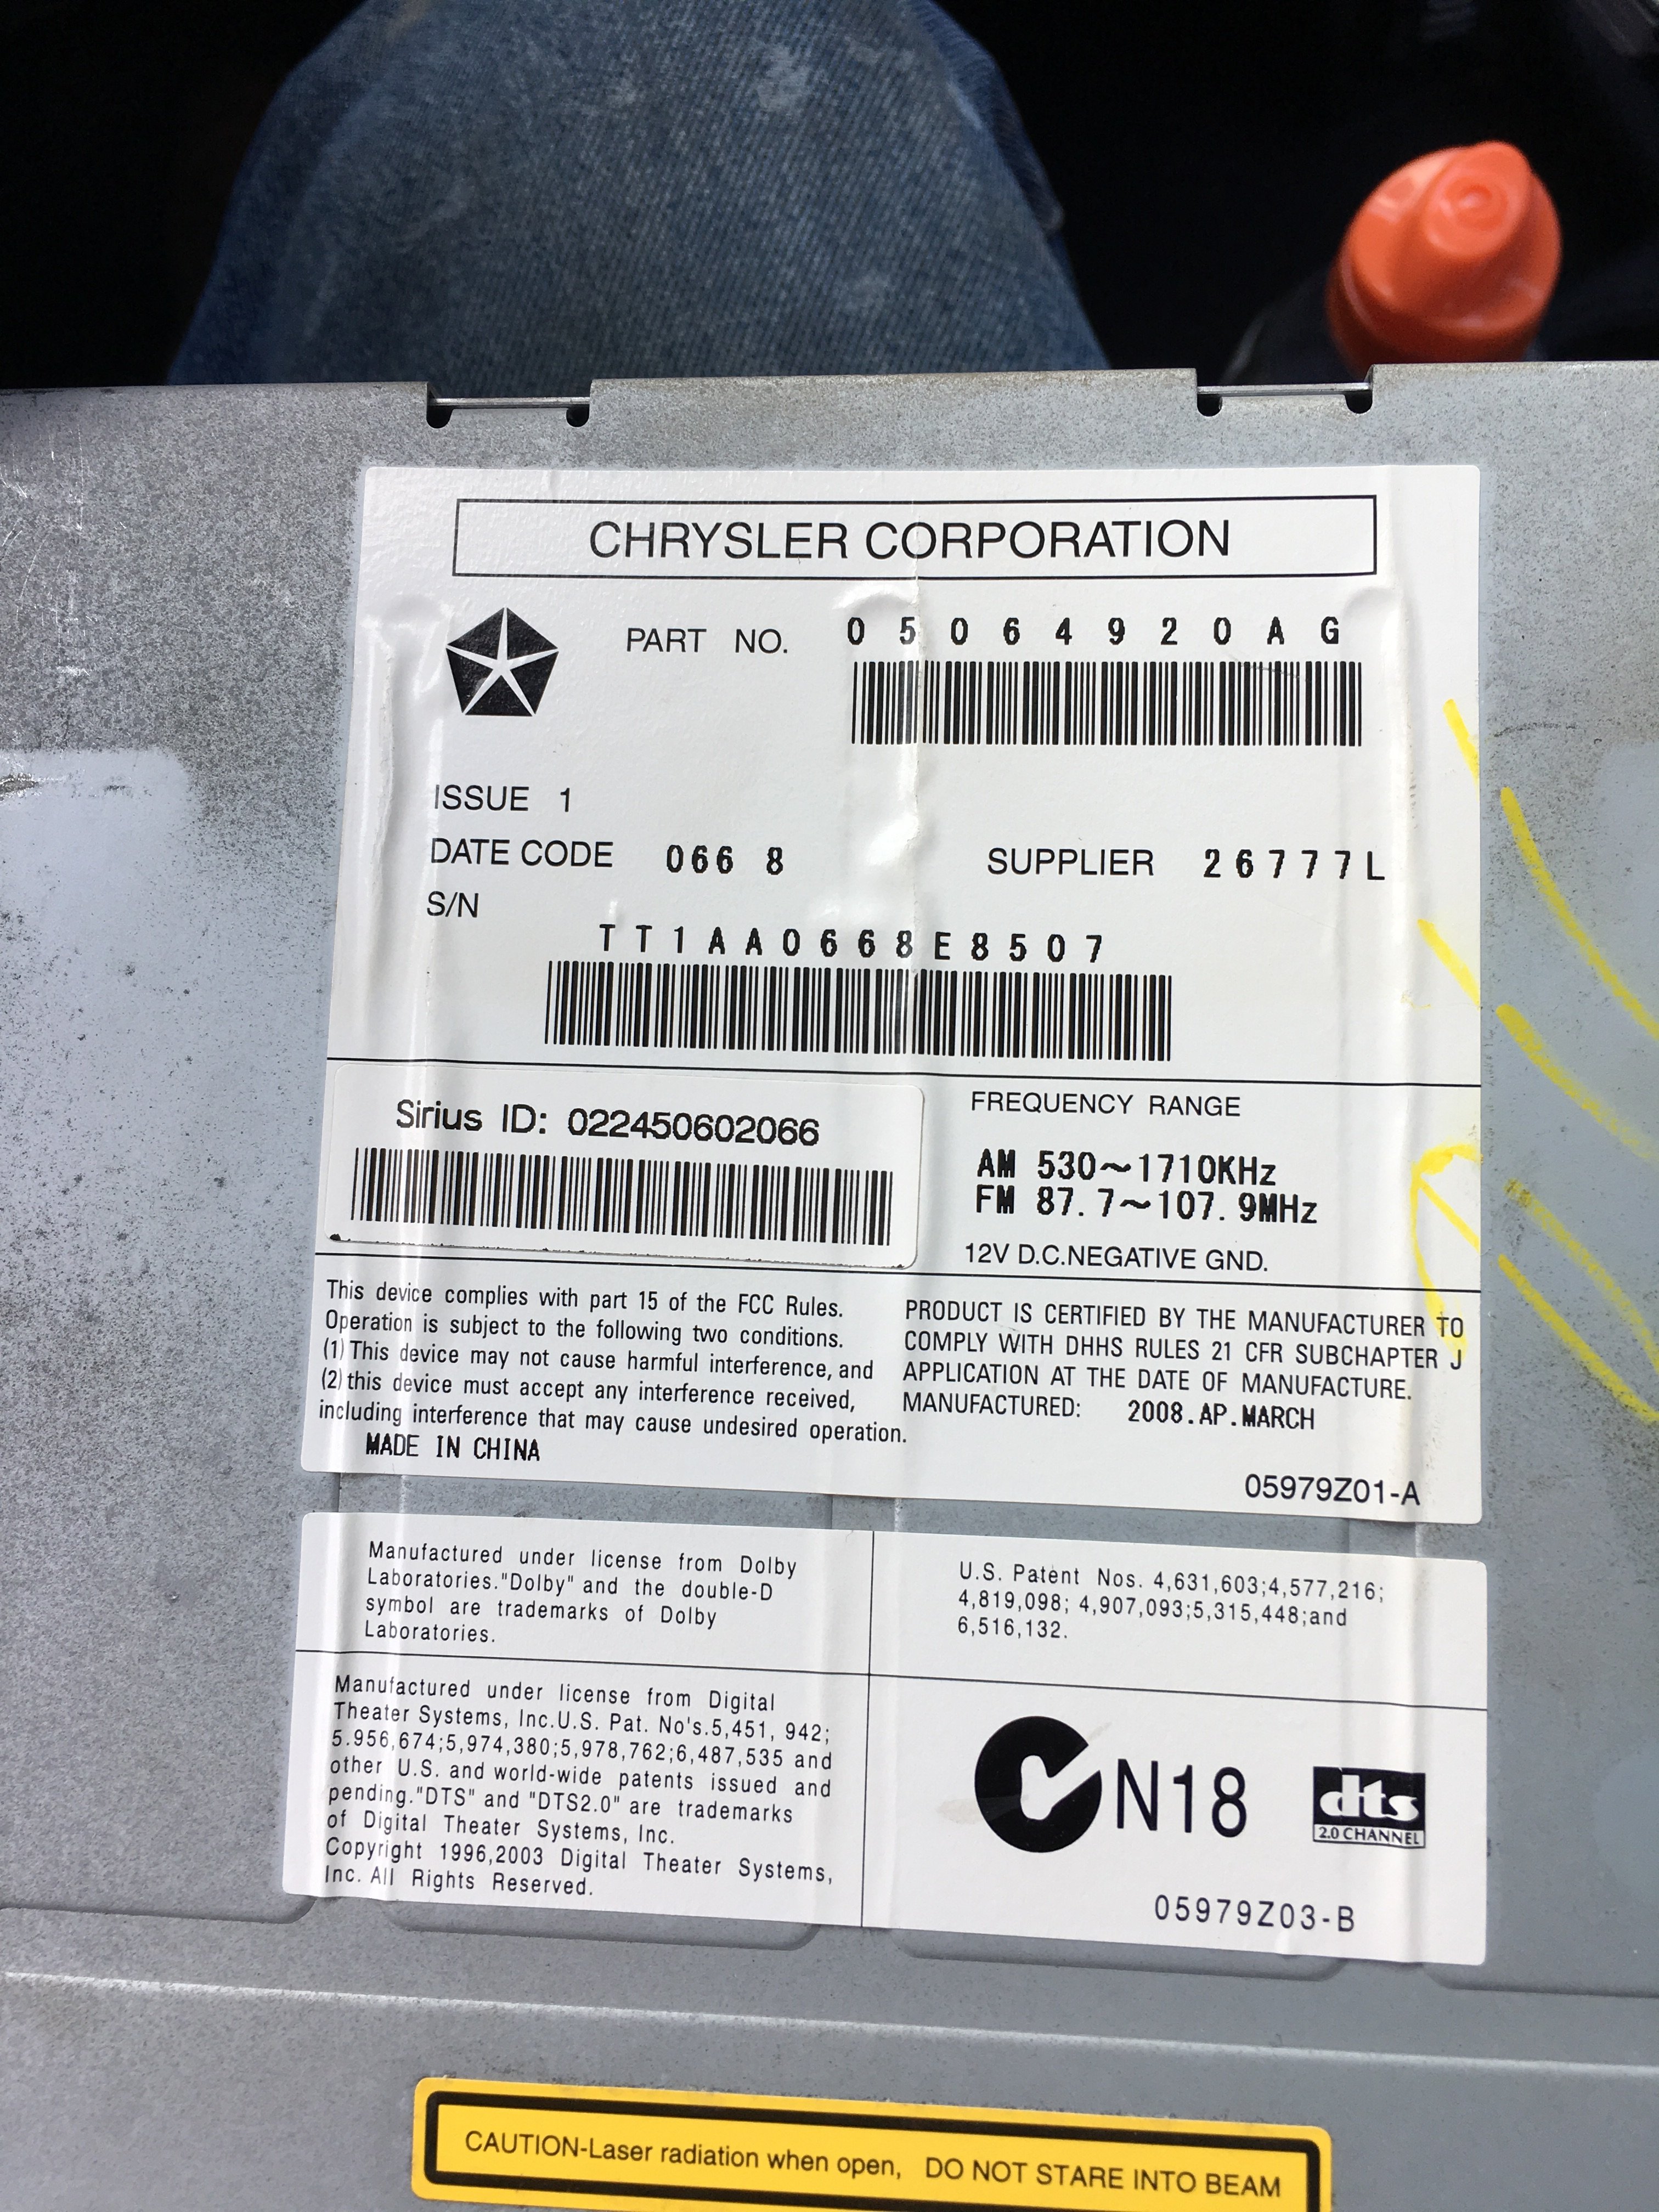 CHRYSLER CORPORATION
PART NO. 05064920AG
ISSUE 1
DATE CODE 066 8 SUPPLIER 26777L
S/N
TT1AA0668E8507
Sirius ID: 022450602066
FREQUENCY RANGE
AM 530~1710KHz
FM 87.7~107.9MHz
12V D.C.NEGATIVE GND.
This device complies with part 15 of the FCC Rules.
Operation is subject to the following two conditions.
(1) This device may not cause harmful interference, and
(2) this device must accept any interference received,
including interference that may cause undesired operation.
MADE IN CHINA
PRODUCT IS CERTIFIED BY THE MANUFACTURER TO
COMPLY WITH DHHS RULES 21 CFR SUBCHAPTER J
APPLICATION AT THE DATE OF MANUFACTURE.
MANUFACTURED: 2008.AP.MARCH
05979Z01-A
Manufactured under license from Dolby
Laboratories."Dolby" and the double-D
symbol are trademarks of Dolby
Laboratories.
U.S. Patent Nos. 4,631,603;4,577,216;
4,819,098; 4,907,093;5,315,448;and
6,516,132.
Manufactured under license from Digital
Theater Systems, Inc.U.S. Pat. No's.5,451, 942;
5.956,674;5,974,380;5,978,762;6,487,535 and
other U.S. and world-wide patents issued and
pending."DTS" and "DTS2.0" are trademarks
of Digital Theater Systems, Inc.
Copyright 1996,2003 Digital Theater Systems,
Inc. All Rights Reserved.
N18
dts
2.0 CHANNEL
05979Z03-B
CAUTION-Laser radiation when open, DO NOT STARE INTO BEAM